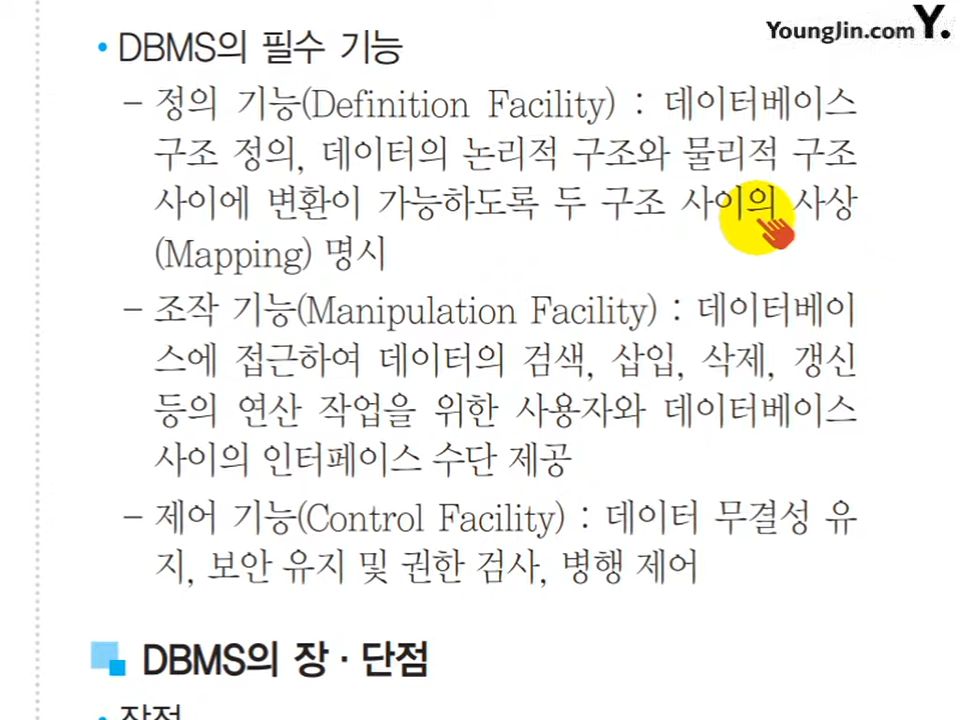 YoungJin.com Y.
• DBMS의 필수 기능
– 정의 기능(Definition Facility) : 데이터베이스
구조 정의, 데이터의 논리적 구조와 물리적 구조
사이에 변환이 가능하도록 두 구조 사이의 사상
(Mapping) 명시
– 조작 기능(Manipulation Facility) : 데이터베이
스에 접근하여 데이터의 검색, 삽입, 삭제, 갱신
등의 연산 작업을 위한 사용자와 데이터베이스
사이의 인터페이스 수단 제공
– 제어 기능(Control Facility) : 데이터 무결성 유
지, 보안 유지 및 권한 검사, 병행 제어
DBMS의 장 · 단점
• 장점